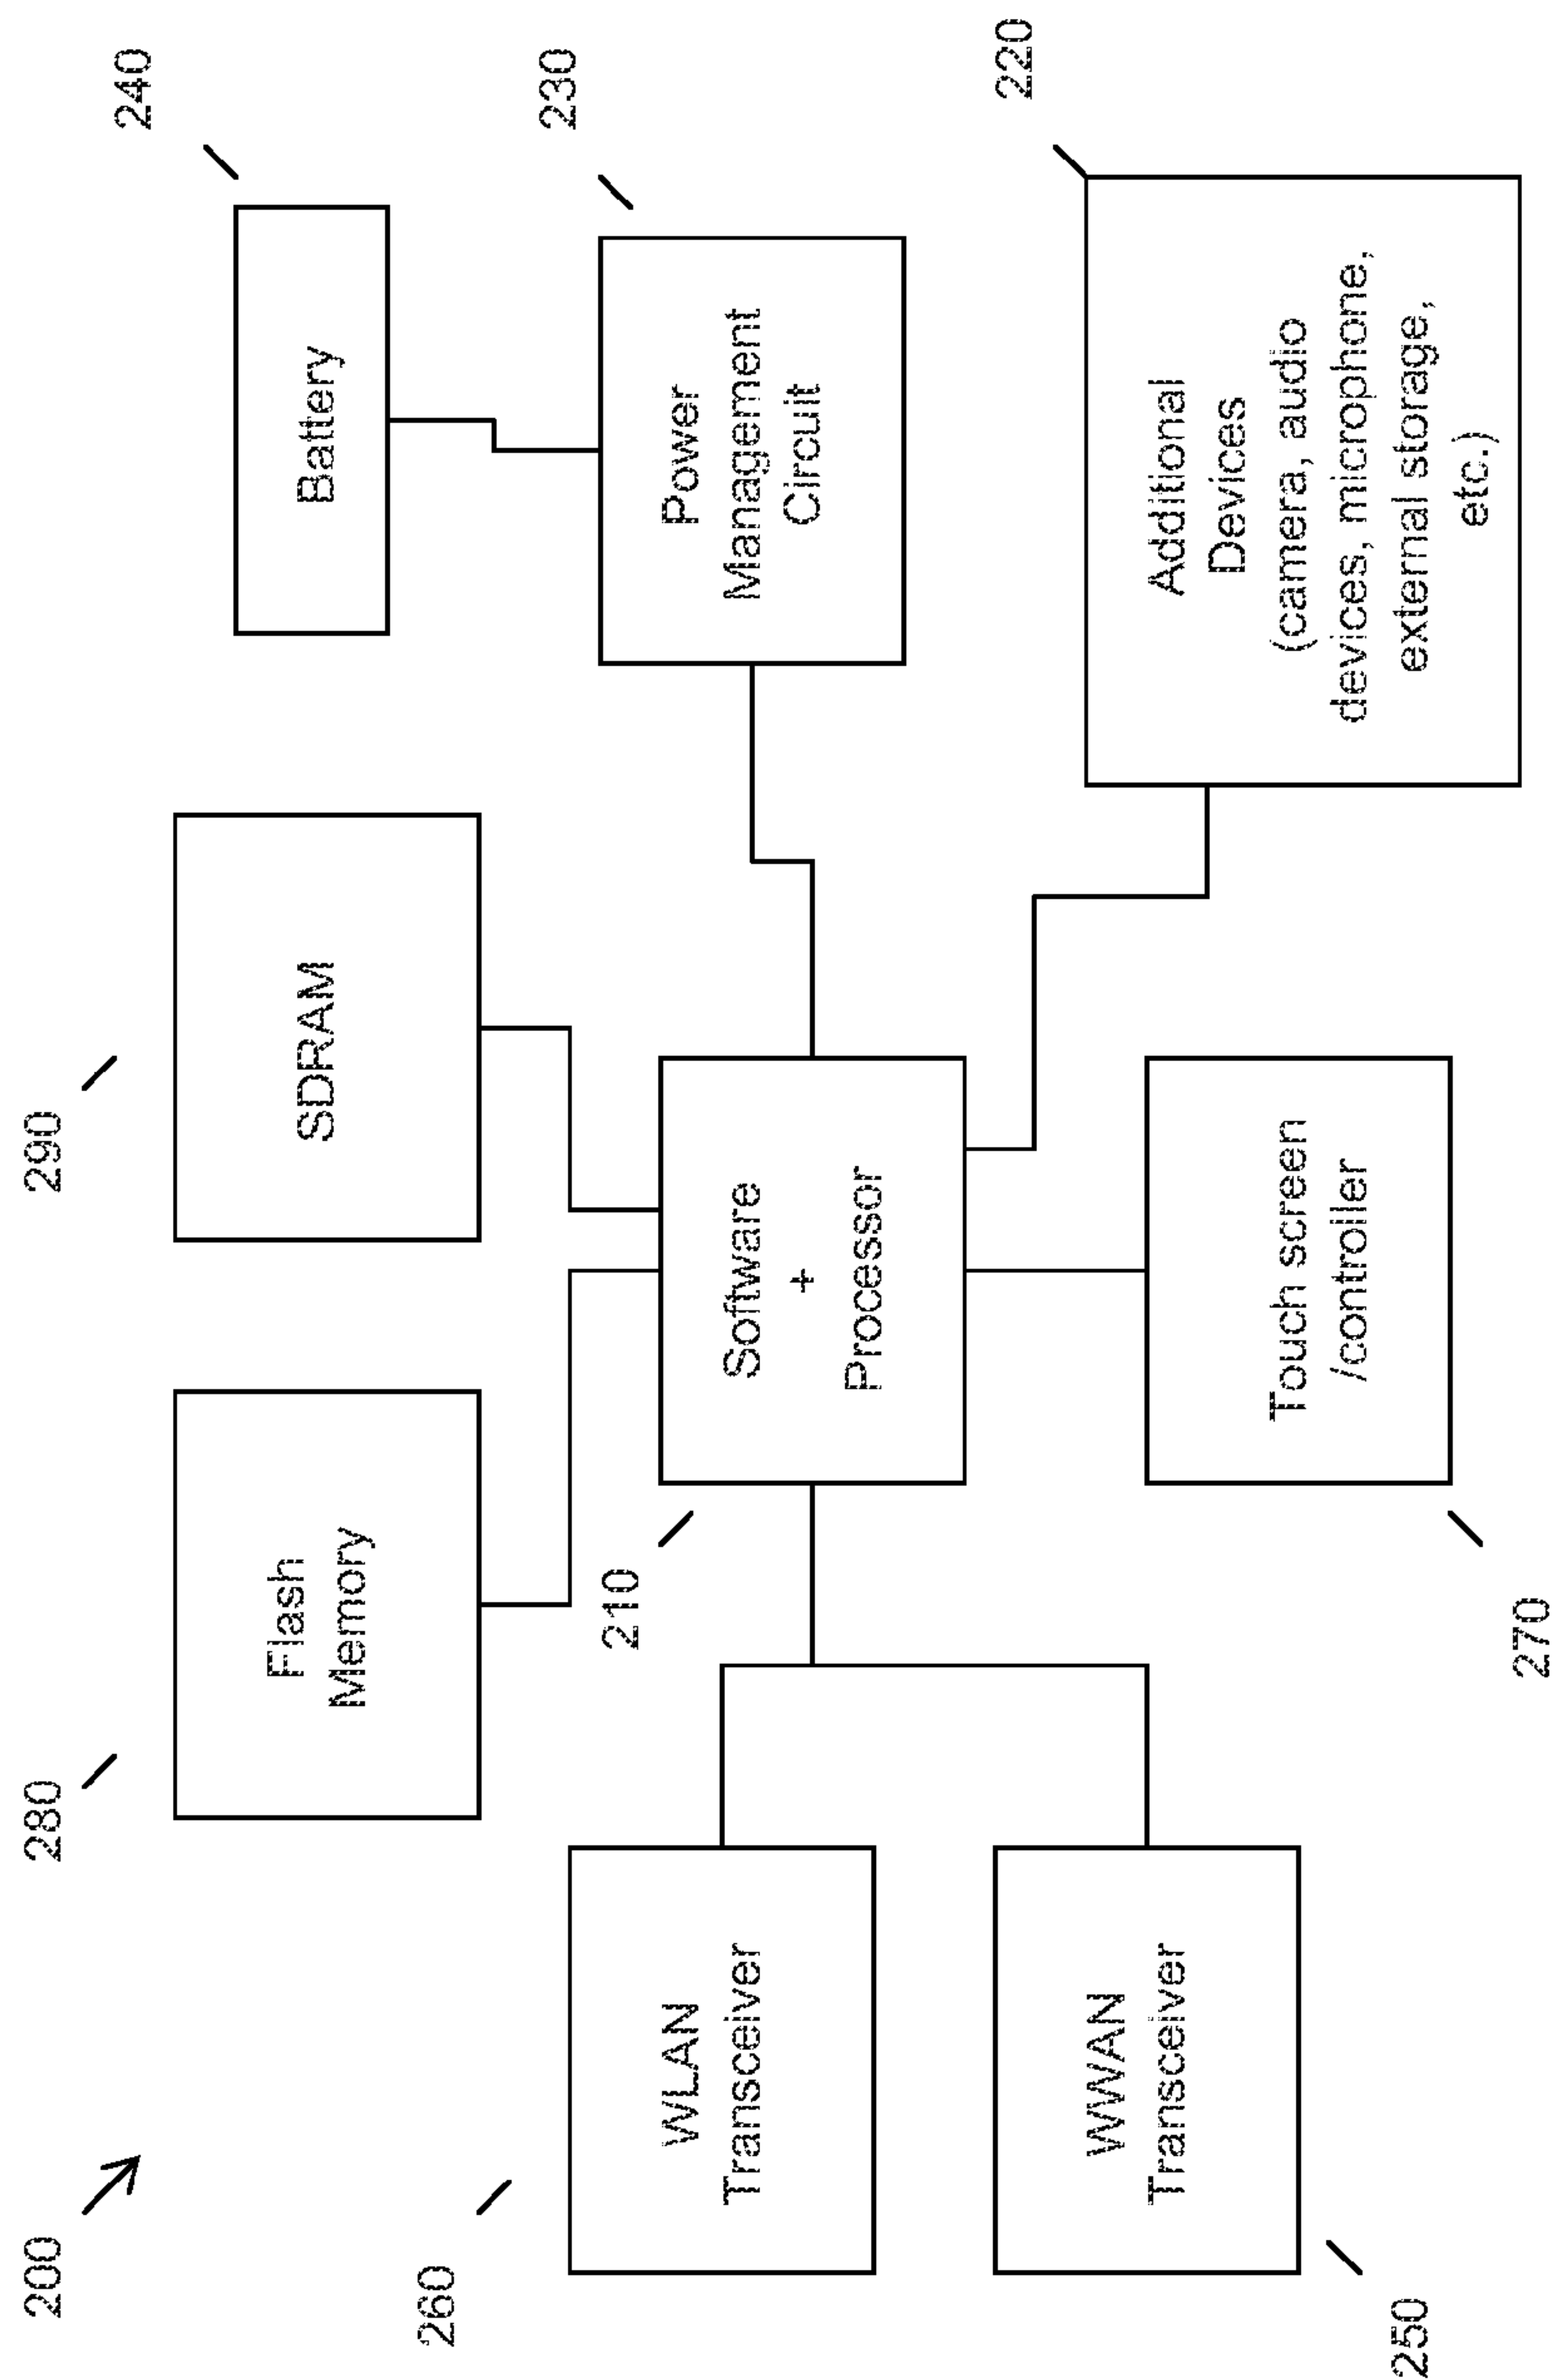 200
280
290
240
Flash
Memory
SDRAM
Battery
260
WLAN
Transceiver
210
Software
+
Processor
230
Power
Management
Circuit
WWAN
Transceiver
250
Touch screen
/controller
270
220
Additional
Devices
(camera, audio
devices, microphone,
external storage,
etc.)